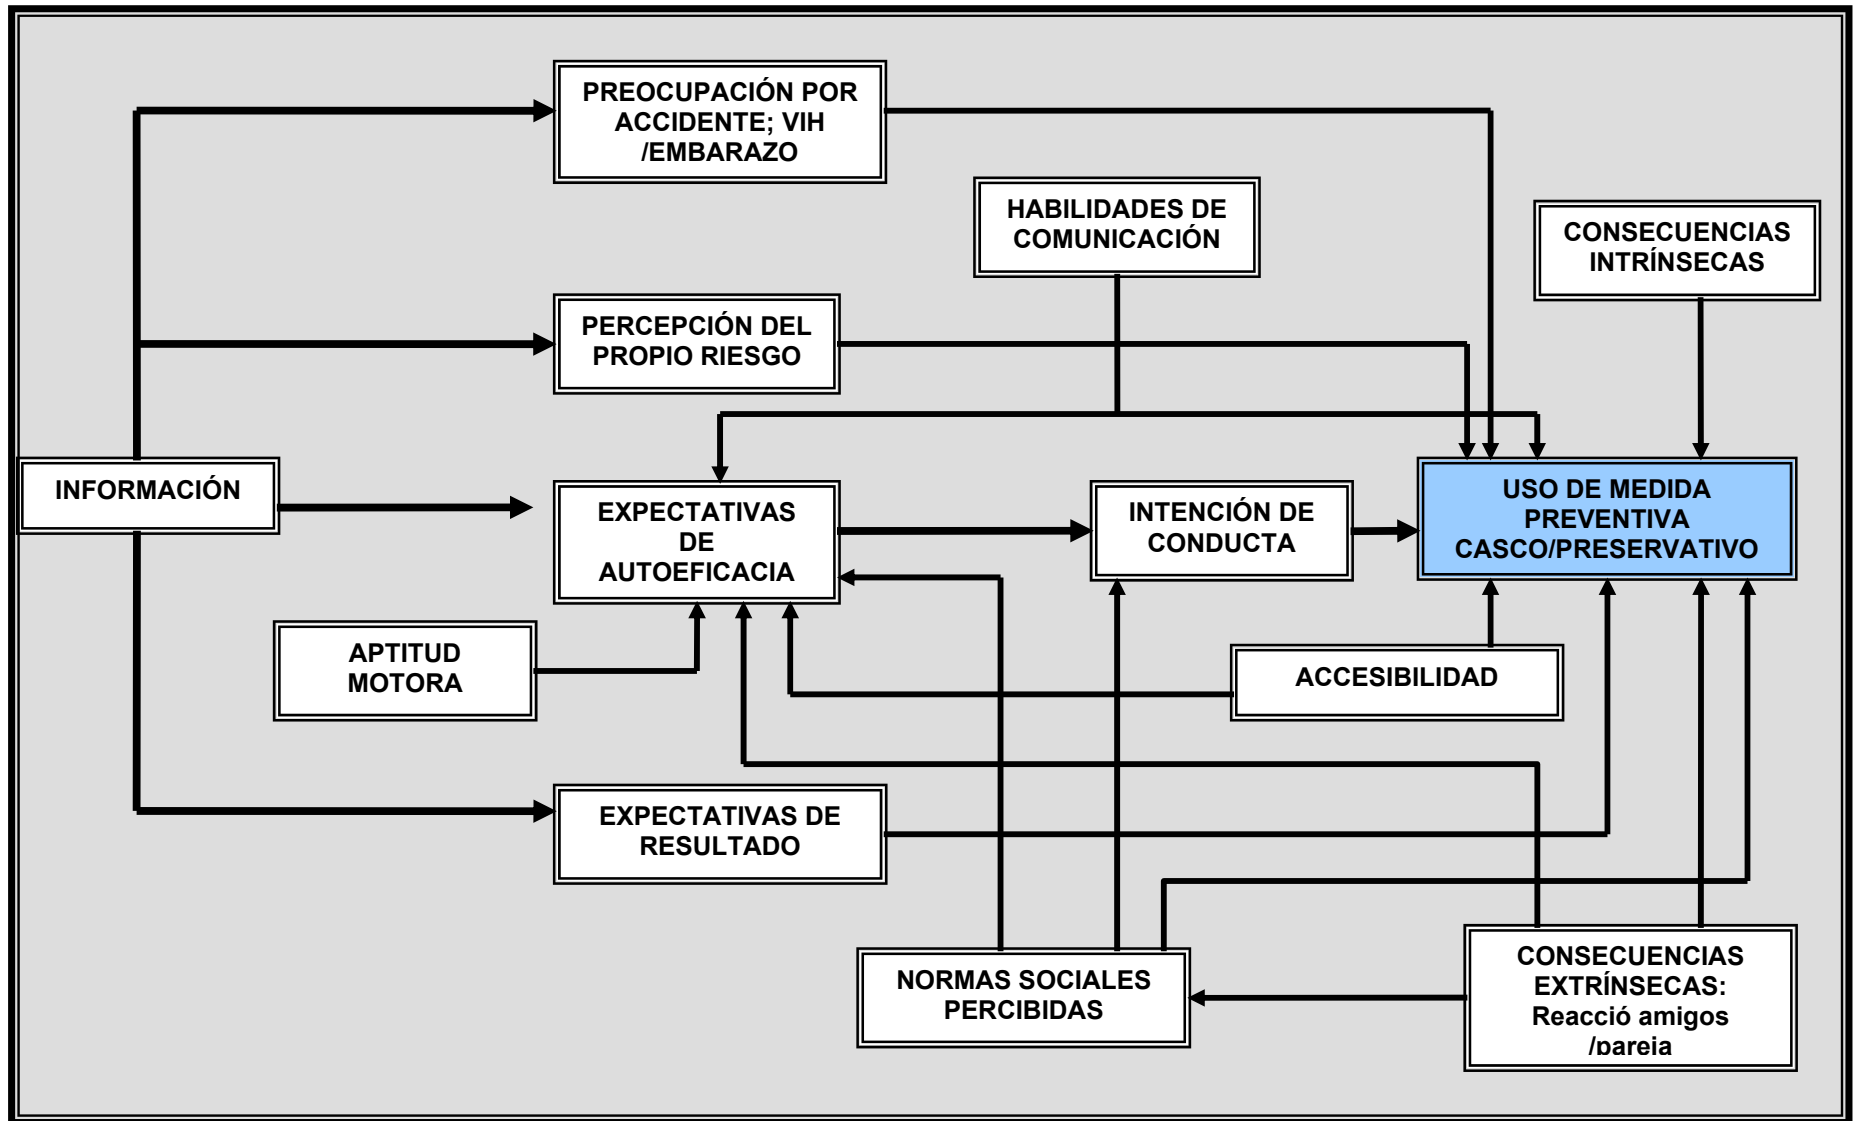 PREOCUPACIÓN POR
ACCIDENTE; VIH
/EMBARAZO
HABILIDADES DE
COMUNICACIÓN
CONSECUENCIAS
INTRÍNSECAS
PERCEPCIÓN DEL
PROPIO RIESGO
INFORMACIÓN
EXPECTATIVAS
DE
AUTOEFICACIA
INTENCIÓN DE
CONDUCTA
USO DE MEDIDA
PREVENTIVA
CASCO/PRESERVATIVO
APTITUD
MOTORA
ACCESIBILIDAD
EXPECTATIVAS DE
RESULTADO
NORMAS SOCIALES
PERCIBIDAS
CONSECUENCIAS
EXTRÍNSECAS:
Reacció amigos
/pareja